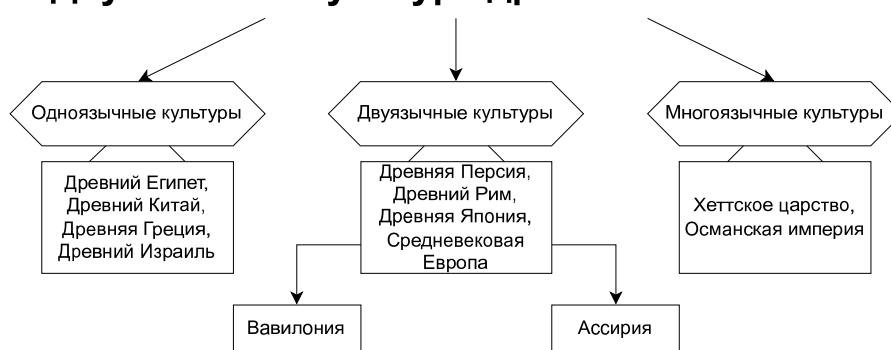 Одноязычные культуры
Двуязычные культуры
Многоязычные культуры
Древний Египет,
Древний Китай,
Древняя Греция,
Древний Израиль
Древняя Персия,
Древний Рим,
Древняя Япония,
Средневековая
Европа
Хеттское царство,
Османская империя
Вавилония
Ассирия